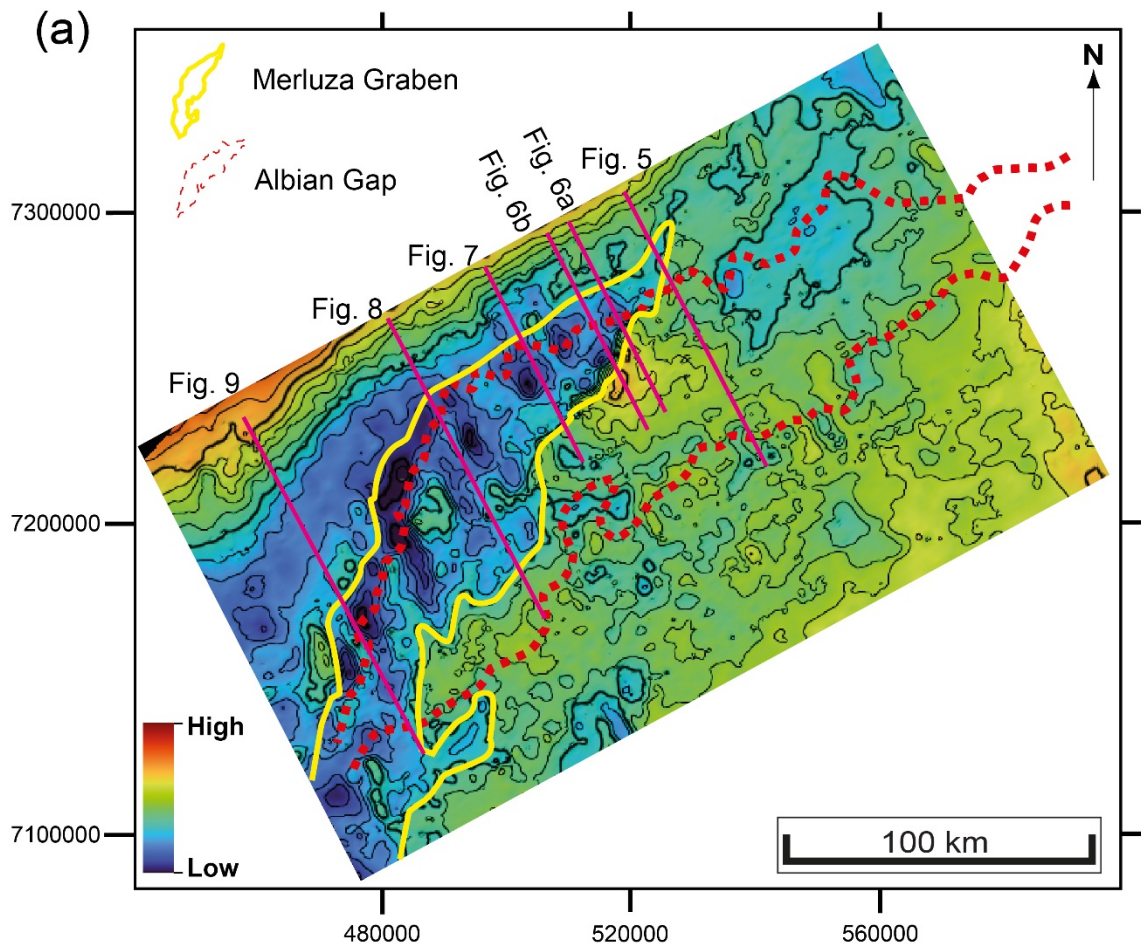 (a)
Merluza Graben
Albian Gap
N
Fig. 5
Fig. 6a
Fig. 6b
Fig. 7
Fig. 8
Fig. 9
7300000
7200000
7100000
High
Low
100 km
480000
520000
560000